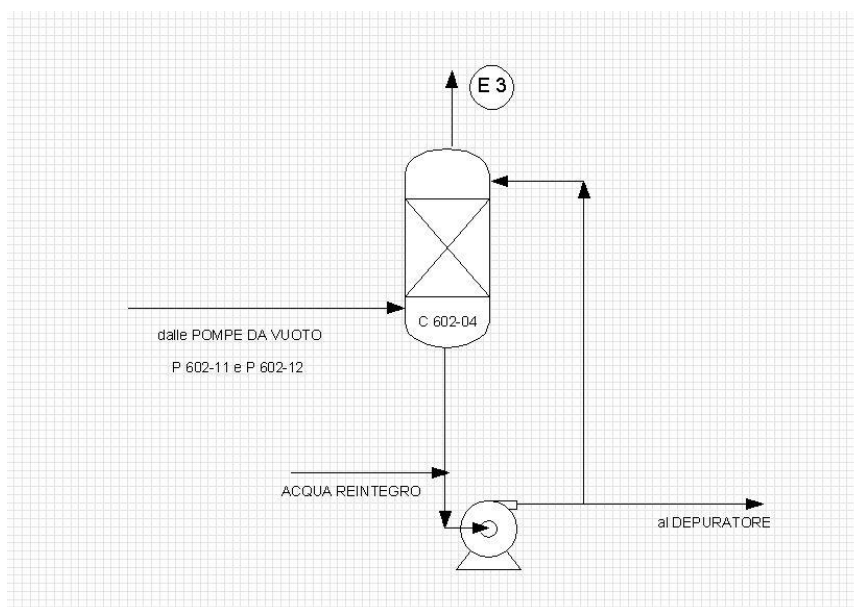 E 3
C 602-04
dalle POMPE DA VUOTO
P 602-11 e P 602-12
ACQUA REINTEGRO
al DEPURATORE